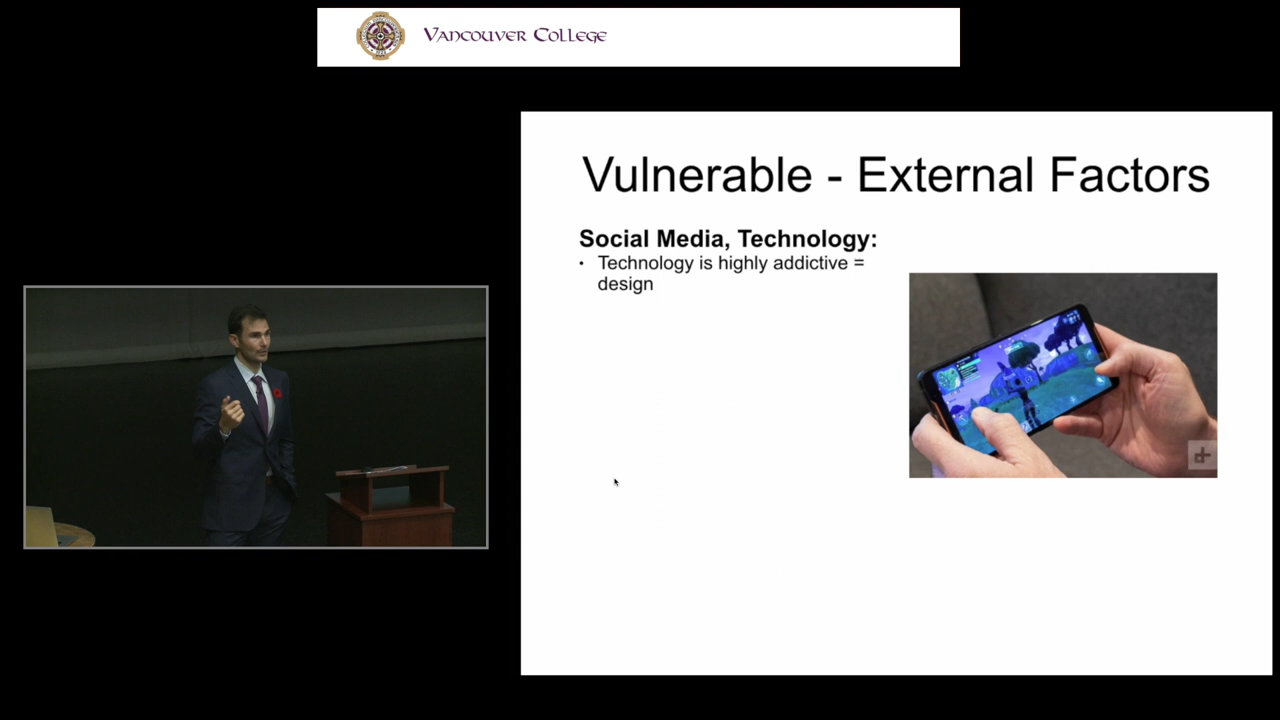 Vancouver College
Vulnerable - External Factors
Social Media, Technology:
• Technology is highly addictive =
design